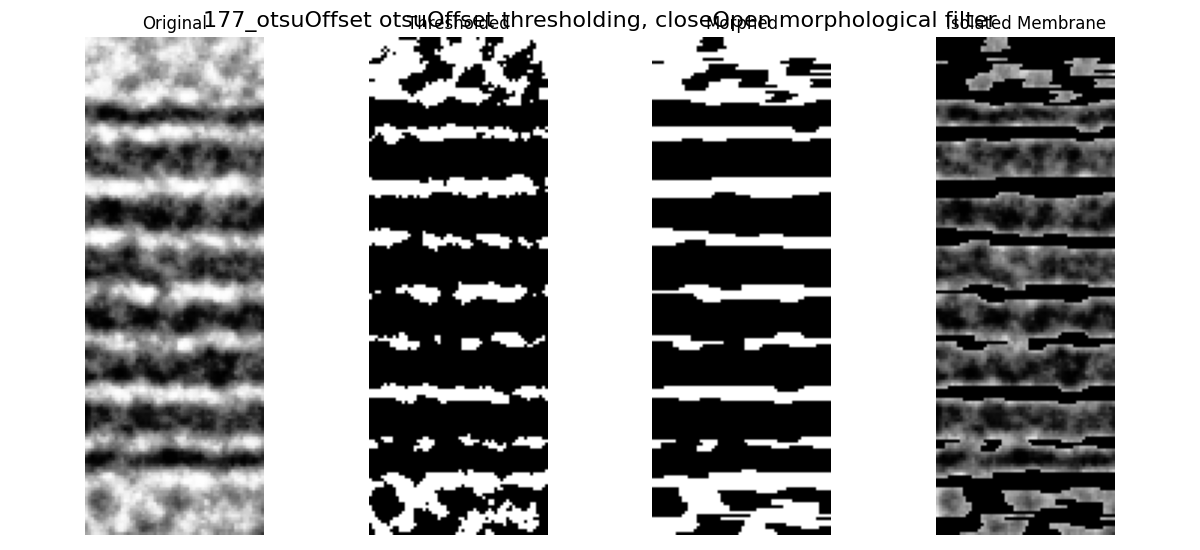 177_otsuOffset otsuOffset thresholding, closeOpen morphological filter
Original
Thresholded
Morphed
Isolated Membrane